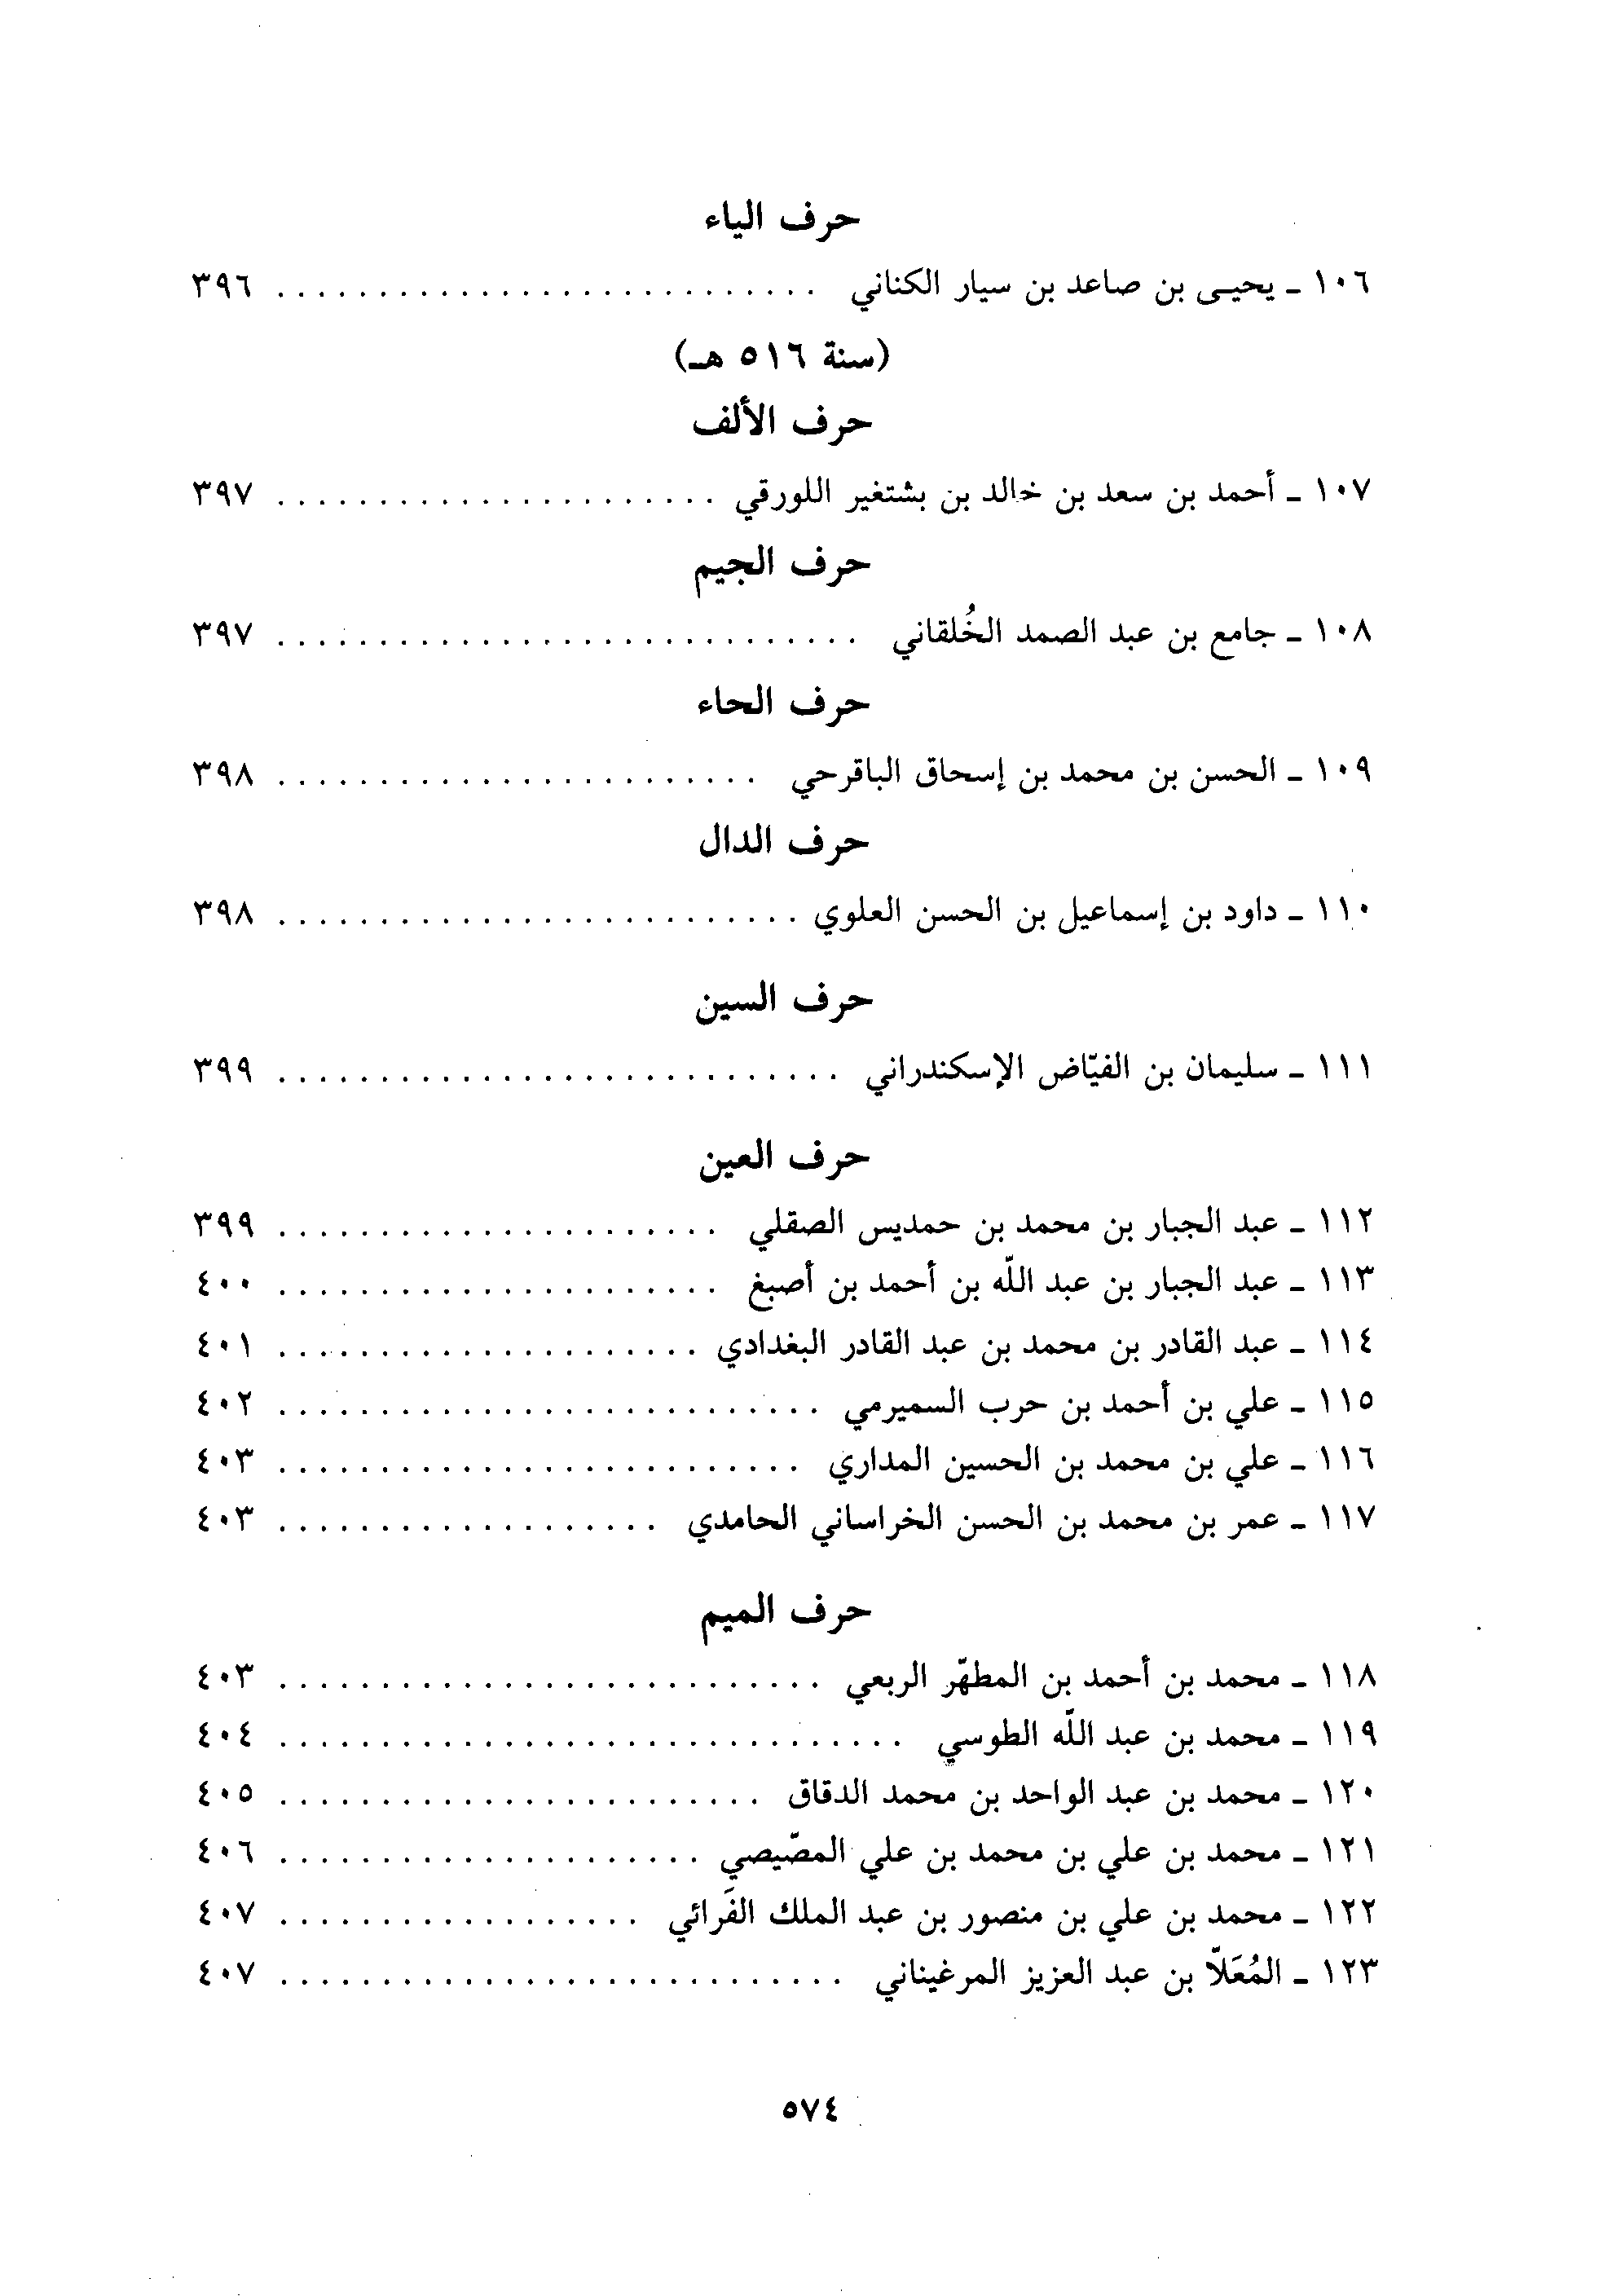 حرف الياء
١٠٦ ـ يحيـى بن صاعد بن سيار الكناني . . . . . . . . . . . . . . . . . . . . . . . . . . . ٣٩٦
(سنة ٥١٦ هـ)
حرف الألف
١٠٧ ـ أحمد بن سعد بن خالد بن بشتغير اللورقي . . . . . . . . . . . . . . . . . . . . . . ٣٩٧
حرف الجيم
١٠٨ ـ جامع بن عبد الصمد الخُلقاني . . . . . . . . . . . . . . . . . . . . . . . . . . . . . ٣٩٧
حرف الحاء
١٠٩ ـ الحسن بن محمد بن إسحاق الباقرحي . . . . . . . . . . . . . . . . . . . . . . . . ٣٩٨
حرف الدال
١١٠ ـ داود بن إسماعيل بن الحسن العلوي . . . . . . . . . . . . . . . . . . . . . . . . . . ٣٩٨
حرف السين
١١١ ـ سليمان بن الفيّاض الإسكندراني . . . . . . . . . . . . . . . . . . . . . . . . . . . . ٣٩٩
حرف العين
١١٢ ـ عبد الجبار بن محمد بن حمديس الصقلي . . . . . . . . . . . . . . . . . . . . . . ٣٩٩
١١٣ ـ عبد الجبار بن عبد اللّه بن أحمد بن أصبغ . . . . . . . . . . . . . . . . . . . . . . ٤٠٠
١١٤ ـ عبد القادر بن محمد بن عبد القادر البغدادي . . . . . . . . . . . . . . . . . . . . . ٤٠١
١١٥ ـ علي بن أحمد بن حرب السميرمي . . . . . . . . . . . . . . . . . . . . . . . . . . . ٤٠٢
١١٦ ـ علي بن محمد بن الحسين المداري . . . . . . . . . . . . . . . . . . . . . . . . . . ٤٠٣
١١٧ ـ عمر بن محمد بن الحسن الخراساني الحامدي . . . . . . . . . . . . . . . . . . . ٤٠٣
حرف الميم
١١٨ ـ محمد بن أحمد بن المطهّر الربعي . . . . . . . . . . . . . . . . . . . . . . . . . . . ٤٠٣
١١٩ ـ محمد بن عبد اللّه الطوسي . . . . . . . . . . . . . . . . . . . . . . . . . . . . . . . ٤٠٤
١٢٠ ـ محمد بن عبد الواحد بن محمد الدقاق . . . . . . . . . . . . . . . . . . . . . . . . ٤٠٥
١٢١ ـ محمد بن علي بن محمد بن علي المصّيصي . . . . . . . . . . . . . . . . . . . . . ٤٠٦
١٢٢ ـ محمد بن علي بن منصور بن عبد الملك الفَرائي . . . . . . . . . . . . . . . . . . ٤٠٧
١٢٣ ـ المُعَلاّ بن عبد العزيز المرغيناني . . . . . . . . . . . . . . . . . . . . . . . . . . . . ٤٠٧
٥٧٤